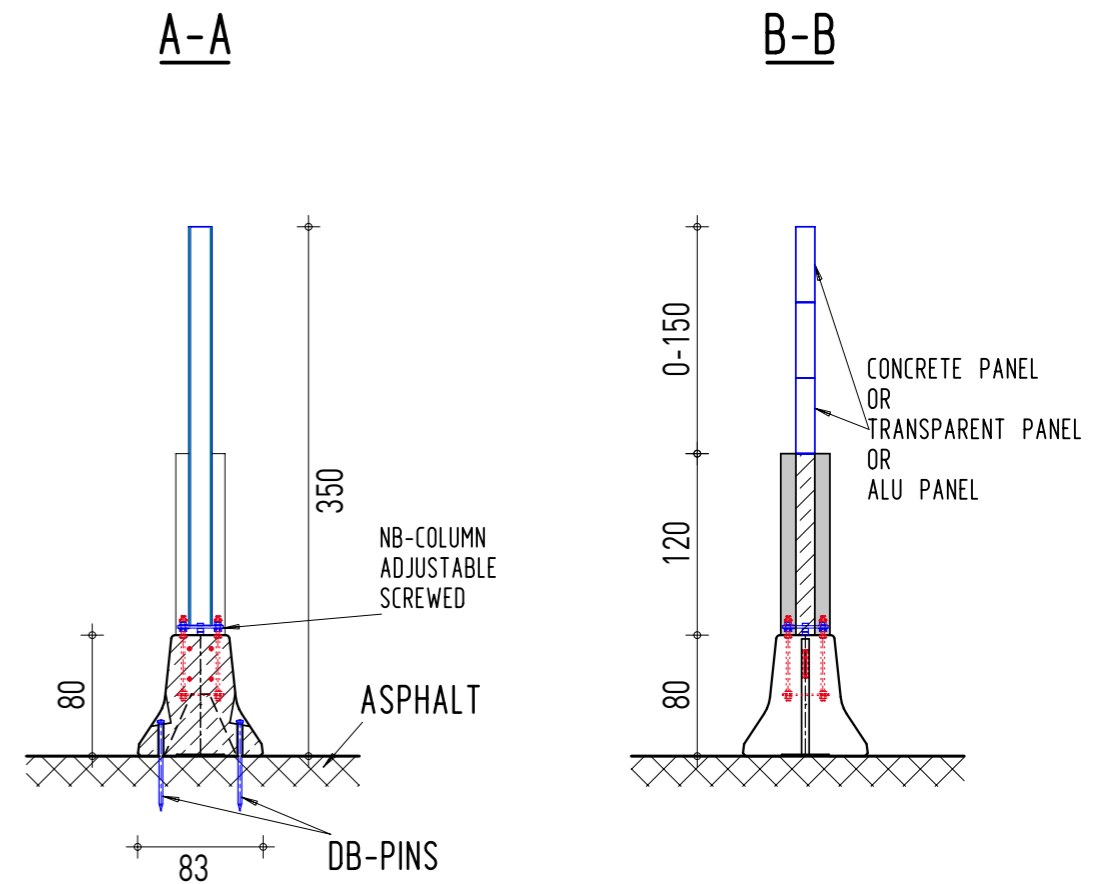 A-A
B-B
350
80
NB-COLUMN
ADJUSTABLE
SCREWED
ASPHALT
83
DB-PINS
0-150
120
80
CONCRETE PANEL
OR
TRANSPARENT PANEL
OR
ALU PANEL